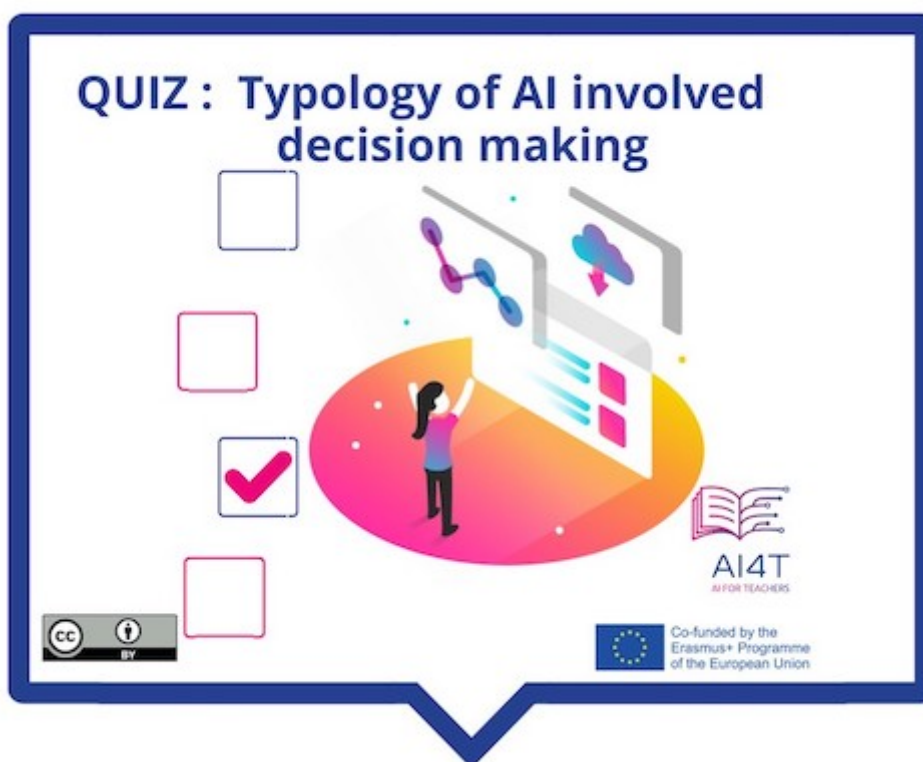 QUIZ : Typology of AI involved
decision making
AI4T
AI FOR TEACHERS
cc
BY
Co-funded by the
Erasmus+ Programme
of the European Union